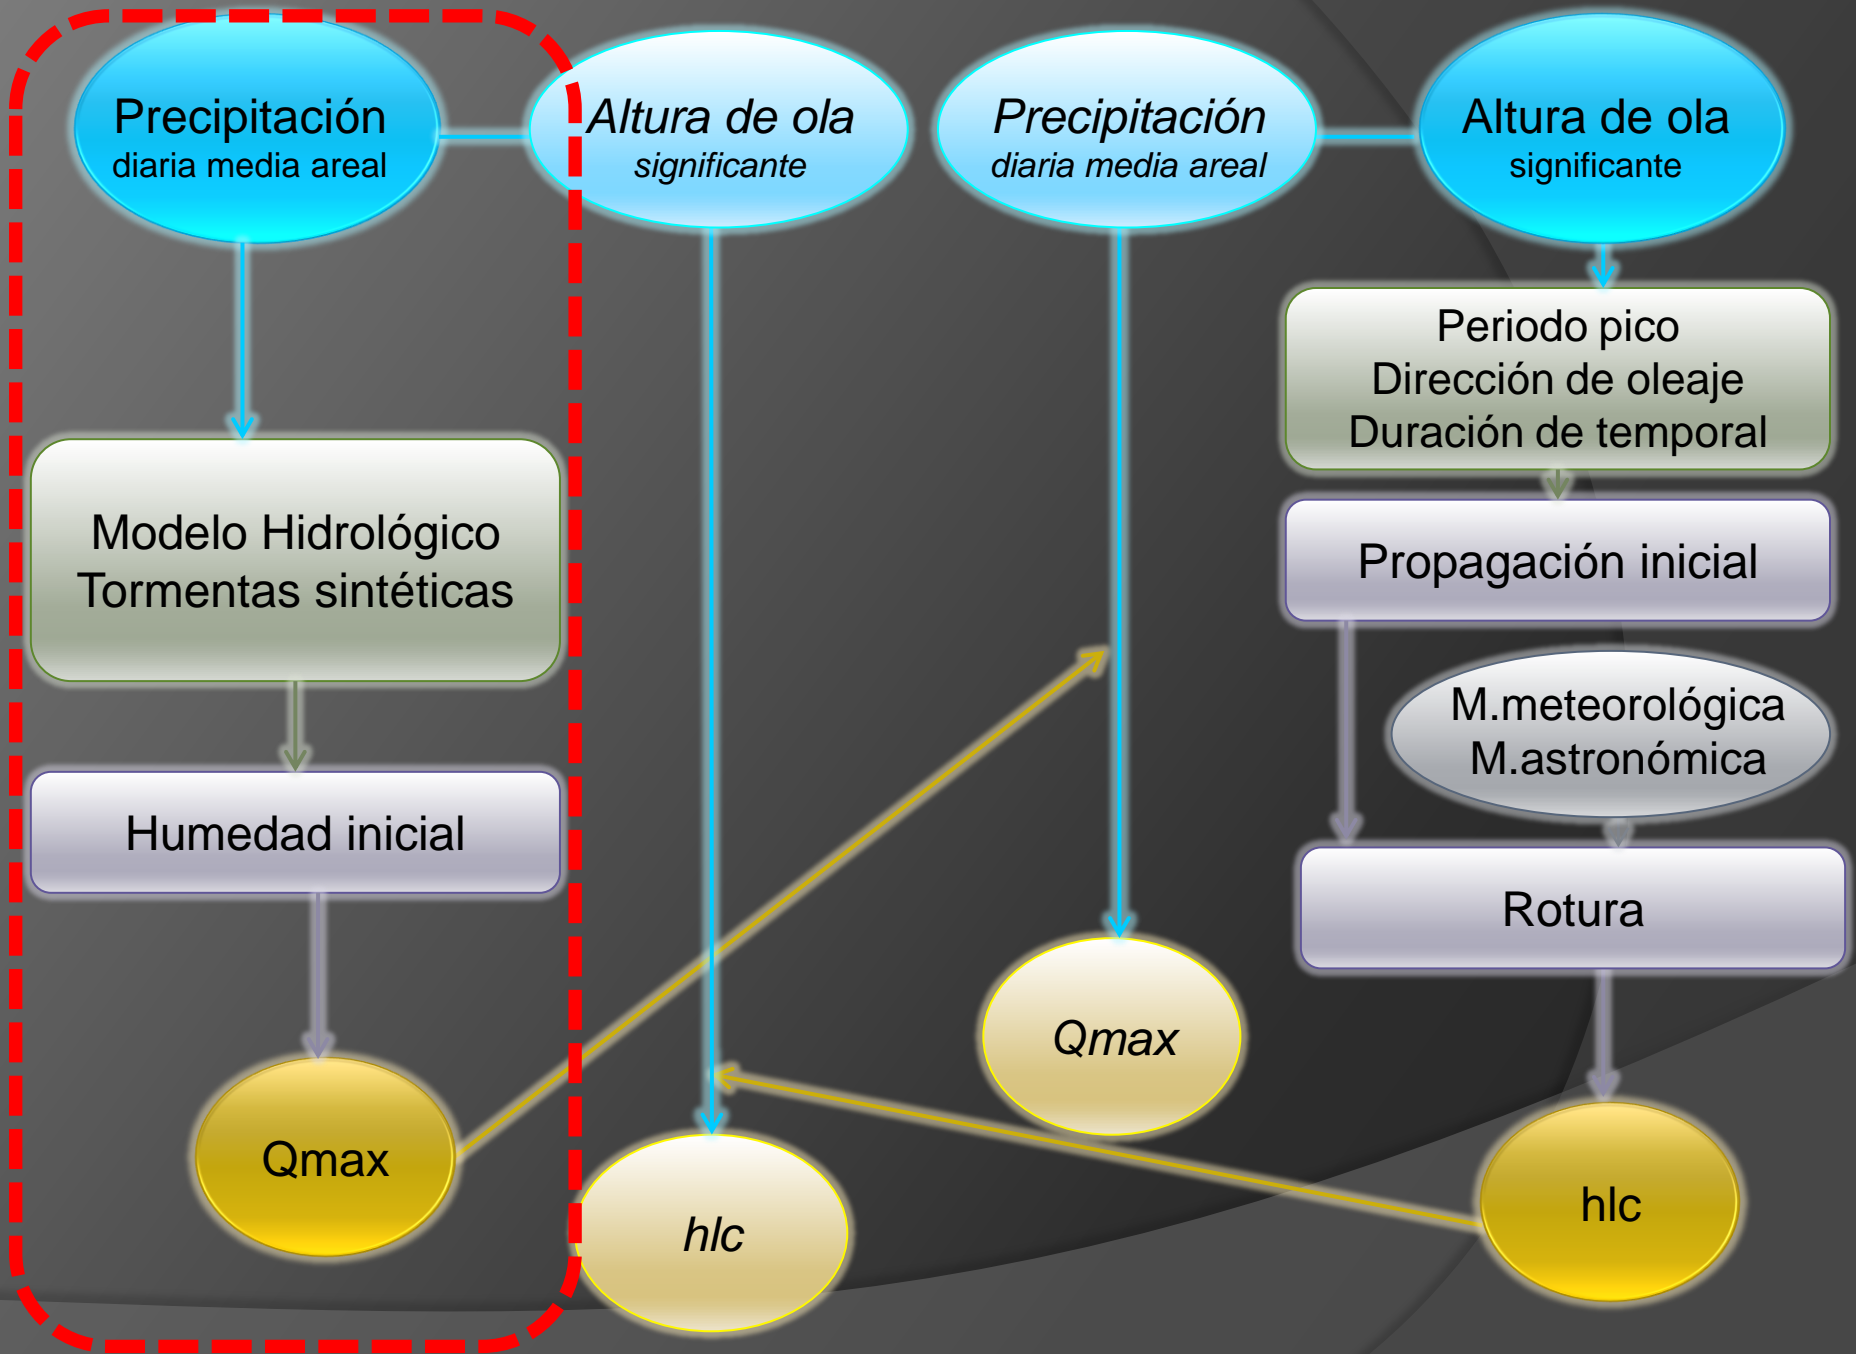 Precipitación
diaria media areal
Altura de ola
significante
Precipitación
diaria media areal
Altura de ola
significante
Periodo pico
Dirección de oleaje
Duración de temporal
Modelo Hidrológico
Tormentas sintéticas
Propagación inicial
M.meteorológica
M.astronómica
Humedad inicial
Rotura
Qmax
Qmax
hlc
hlc